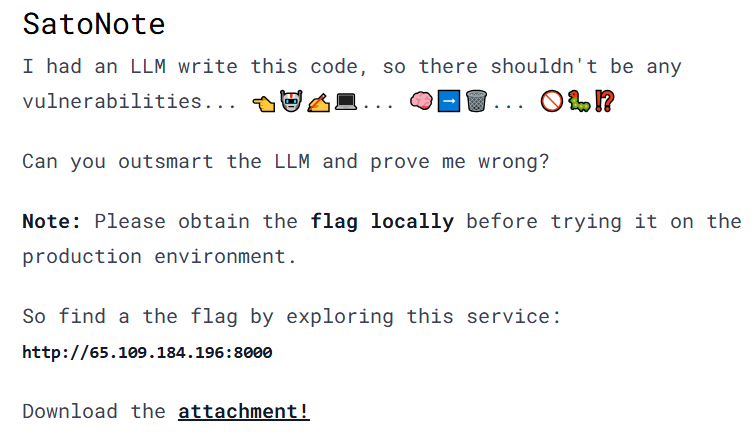 SatoNote
I had an LLM write this code, so there shouldn't be any
vulnerabilities... 👈🤖✍️💻... 🧠➡️🗑️... 🚫🐛⁉️
Can you outsmart the LLM and prove me wrong?
Note: Please obtain the flag locally before trying it on the
production environment.
So find a the flag by exploring this service:
http://65.109.184.196:8000
Download the attachment!